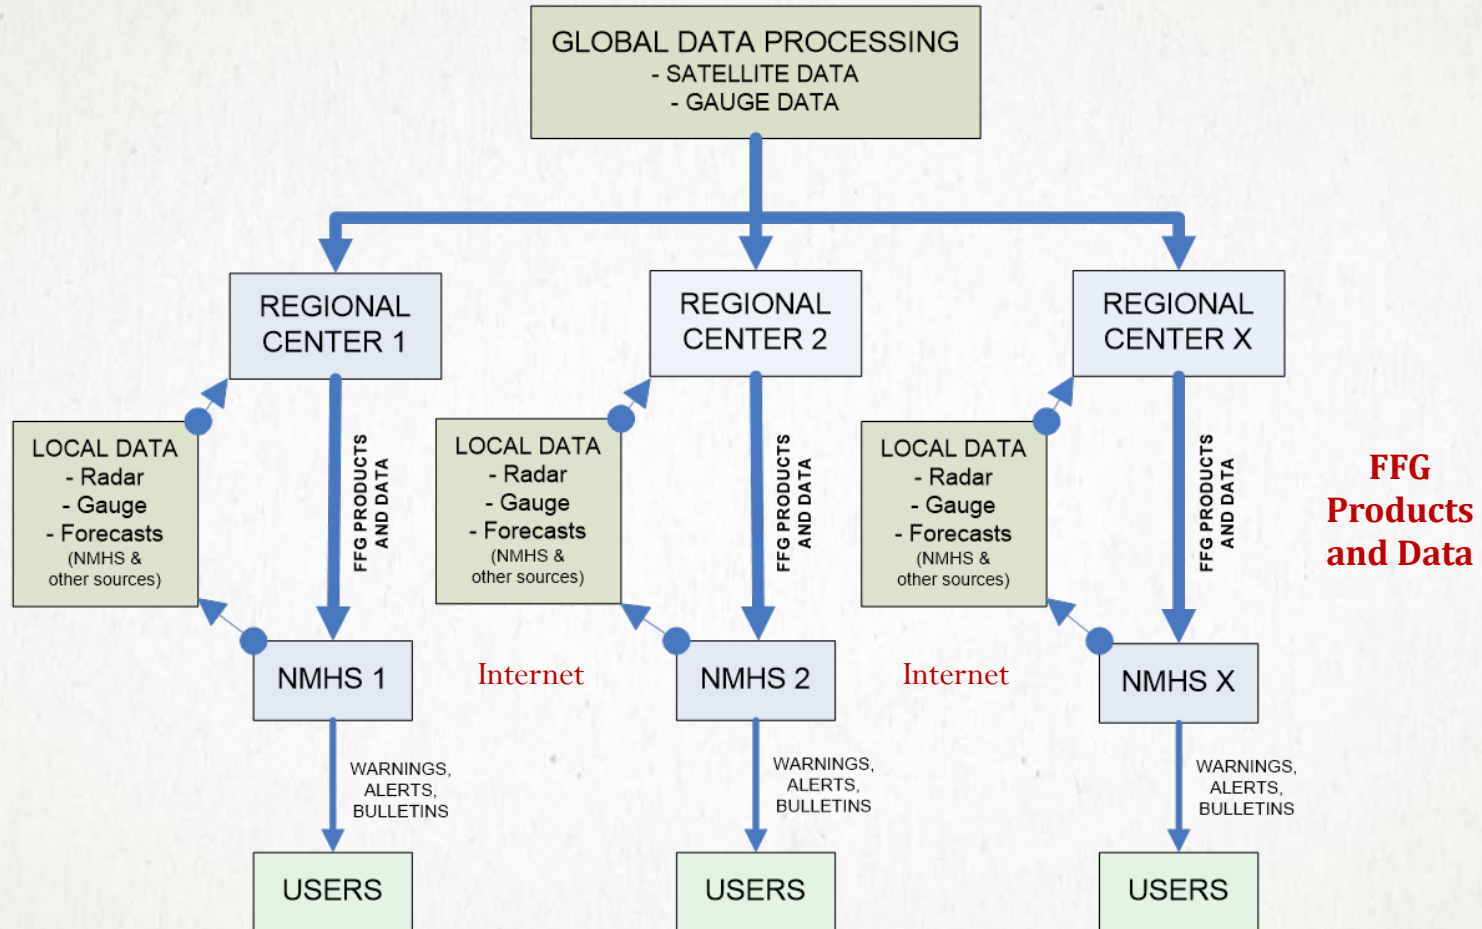 GLOBAL DATA PROCESSING
- SATELLITE DATA
- GAUGE DATA
REGIONAL
CENTER 1
REGIONAL
CENTER 2
REGIONAL
CENTER X
LOCAL DATA
- Radar
- Gauge
- Forecasts
(NMHS &
other sources)
FFG PRODUCTS
AND DATA
LOCAL DATA
- Radar
- Gauge
- Forecasts
(NMHS &
other sources)
FFG PRODUCTS
AND DATA
LOCAL DATA
- Radar
- Gauge
- Forecasts
(NMHS &
other sources)
FFG PRODUCTS
AND DATA
FFG
Products
and Data
NMHS 1
Internet
NMHS 2
Internet
NMHS X
WARNINGS,
ALERTS,
BULLETINS
WARNINGS,
ALERTS,
BULLETINS
WARNINGS,
ALERTS,
BULLETINS
USERS
USERS
USERS